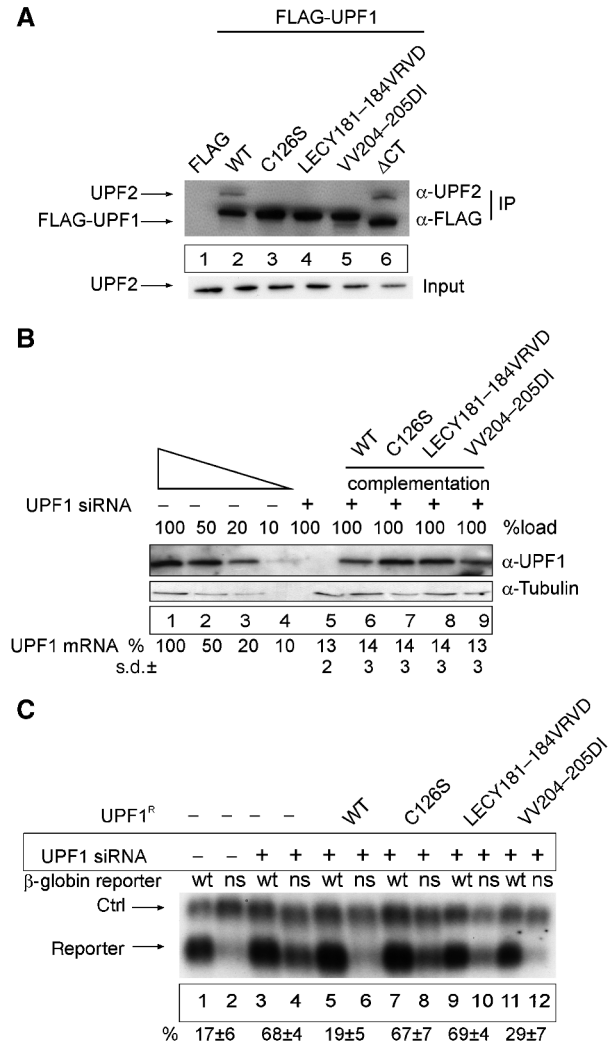 A
FLAG-UPF1
FLAG WT C126S LECY181–184VRVD VV204–205DI ΔCT
UPF2 α-UPF2
FLAG-UPF1 α-FLAG IP
1 2 3 4 5 6
UPF2 Input
B
WT C126S LECY181–184VRVD VV204–205DI
complementation
UPF1 siRNA – – – – + + + + +
100 50 20 10 100 100 100 100 100 %load
α-UPF1
α-Tubulin
1 2 3 4 5 6 7 8 9
UPF1 mRNA % 100 50 20 10 13 14 14 14 13
s.d.± 2 3 3 3 3
C
UPF1R – – – – WT C126S LECY181–184VRVD VV204–205DI
UPF1 siRNA – – + + + + + + + + + +
β-globin reporter wt ns wt ns wt ns wt ns wt ns wt ns
Ctrl
Reporter
1 2 3 4 5 6 7 8 9 10 11 12
% 17±6 68±4 19±5 67±7 69±4 29±7